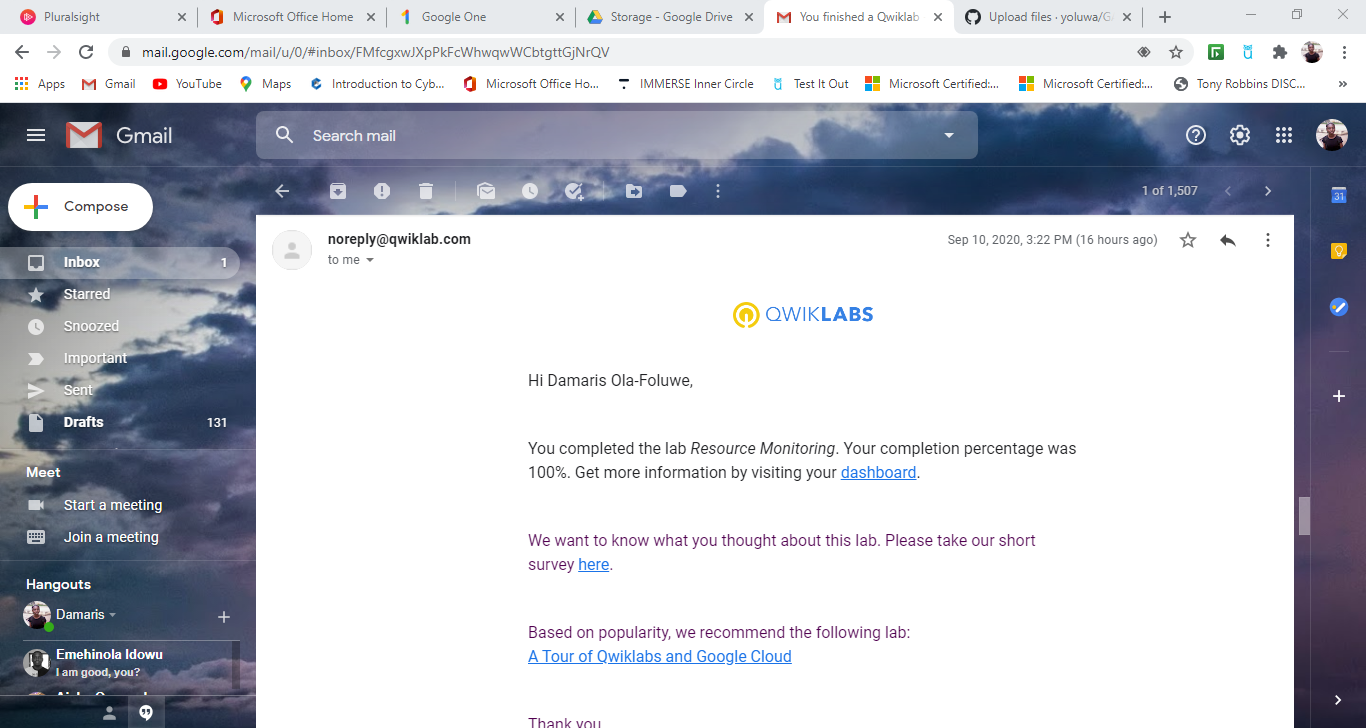 Pluralsight
Microsoft Office Home
Google One
Storage - Google Drive
You finished a Qwiklab
Upload files · yoluwa/G
mail.google.com/mail/u/0/#inbox/FMfcgxwJXpPkFcWhwqwWCbtgttGjNrQV
Apps
Gmail
YouTube
Maps
Introduction to Cyb...
Microsoft Office Ho...
IMMERSE Inner Circle
Test It Out
Microsoft Certified:...
Microsoft Certified:...
Tony Robbins DISC...
»
Gmail
Search mail
Compose
1 of 1,507
31
Inbox 1
Starred
Snoozed
Important
Sent
Drafts 131
Meet
Start a meeting
Join a meeting
Hangouts
Damaris
Emehinola Idowu
I am good, you?
noreply@qwiklab.com
Sep 10, 2020, 3:22 PM (16 hours ago)
to me
QWIKLABS
Hi Damaris Ola-Foluwe,
You completed the lab Resource Monitoring. Your completion percentage was
100%. Get more information by visiting your dashboard.
We want to know what you thought about this lab. Please take our short
survey here.
Based on popularity, we recommend the following lab:
A Tour of Qwiklabs and Google Cloud
Thank you